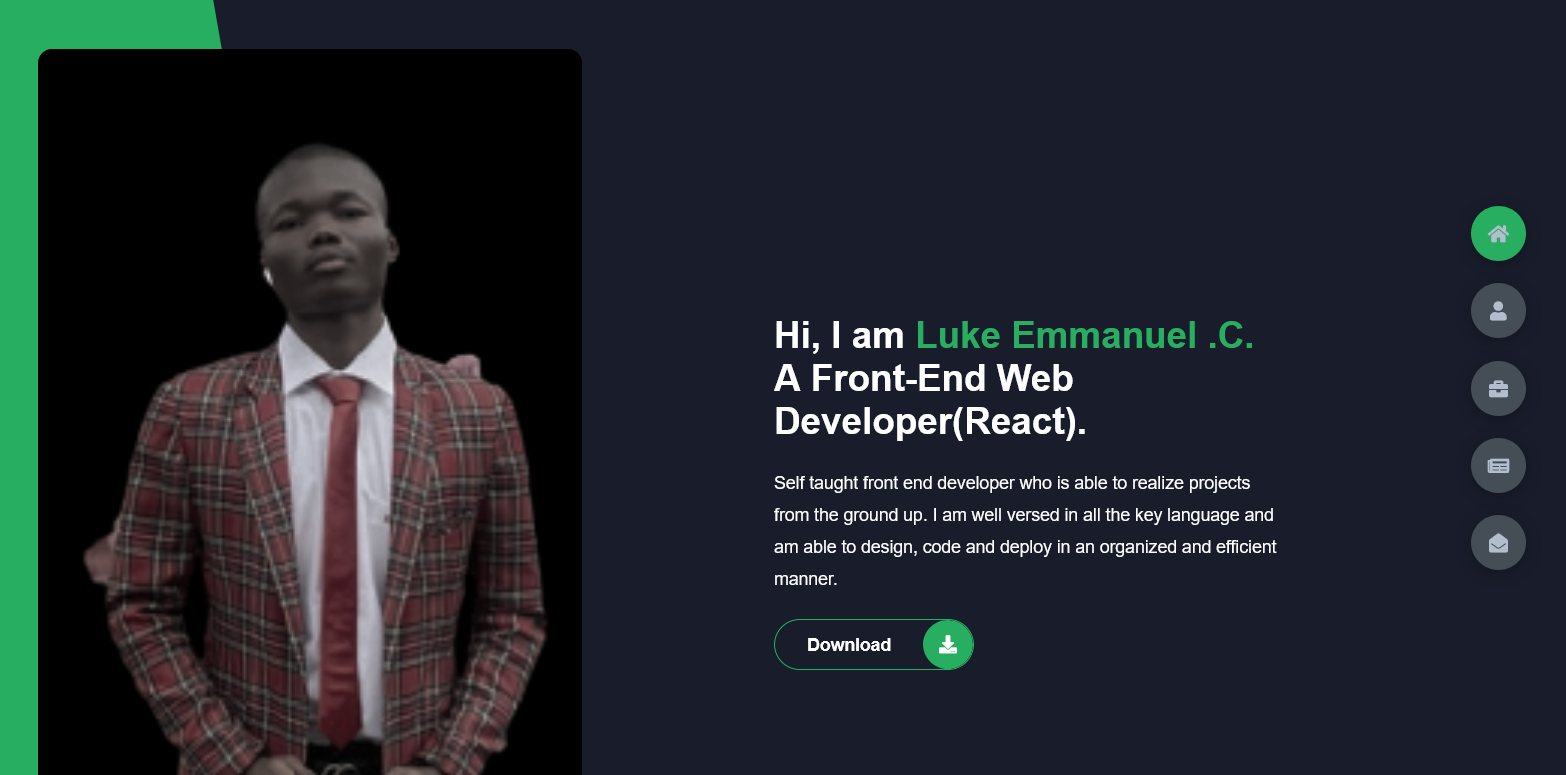 Hi, I am Luke Emmanuel .C.
A Front-End Web
Developer(React).
Self taught front end developer who is able to realize projects
from the ground up. I am well versed in all the key language and
am able to design, code and deploy in an organized and efficient
manner.
Download